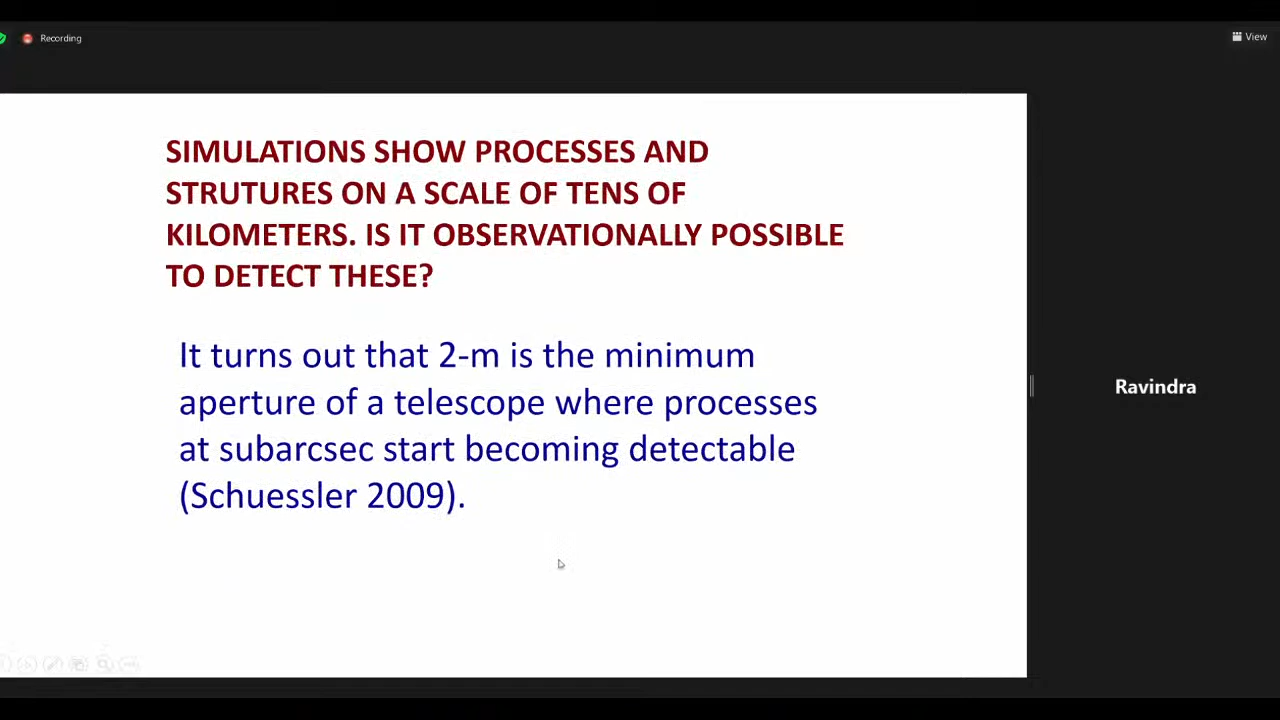 Recording
View
SIMULATIONS SHOW PROCESSES AND
STRUTURES ON A SCALE OF TENS OF
KILOMETERS. IS IT OBSERVATIONALLY POSSIBLE
TO DETECT THESE?
It turns out that 2-m is the minimum
aperture of a telescope where processes
at subarcsec start becoming detectable
(Schuessler 2009).
Ravindra